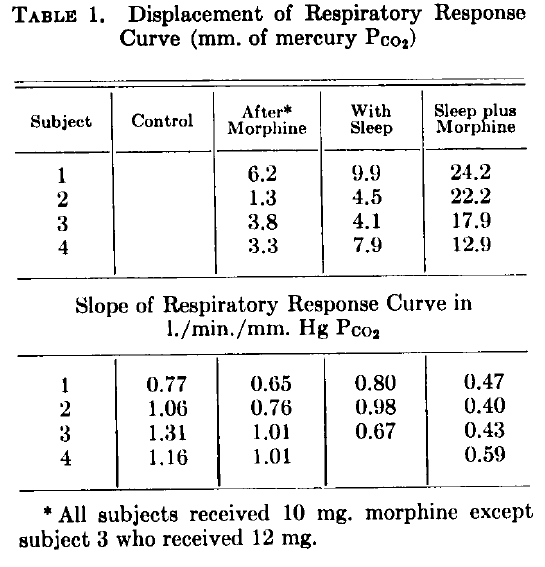 TABLE 1. Displacement of Respiratory Response
Curve (mm. of mercury PCO₂)
Subject Control After* Morphine With Sleep Sleep plus Morphine
1 6.2 9.9 24.2
2 1.3 4.5 22.2
3 3.8 4.1 17.9
4 3.3 7.9 12.9
Slope of Respiratory Response Curve in
l./min./mm. Hg PCO₂
1 0.77 0.65 0.80 0.47
2 1.06 0.76 0.98 0.40
3 1.31 1.01 0.67 0.43
4 1.16 1.01 0.59
* All subjects received 10 mg. morphine except
subject 3 who received 12 mg.